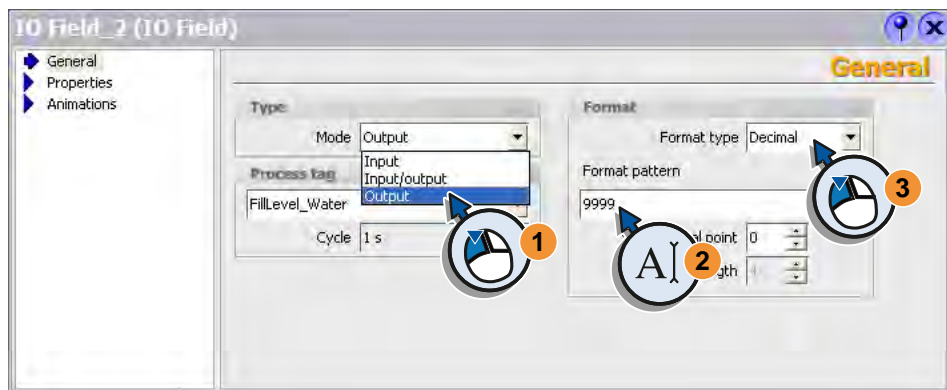 IO Field_2 (IO Field)
General
Properties
Animations
General
Type
Mode Output
Input
Input/output
Output
Process tag
FillLevel_Water
Cycle 1 s
1
Format
Format type Decimal
3
Format pattern
9999
al point 0
A 2 gth